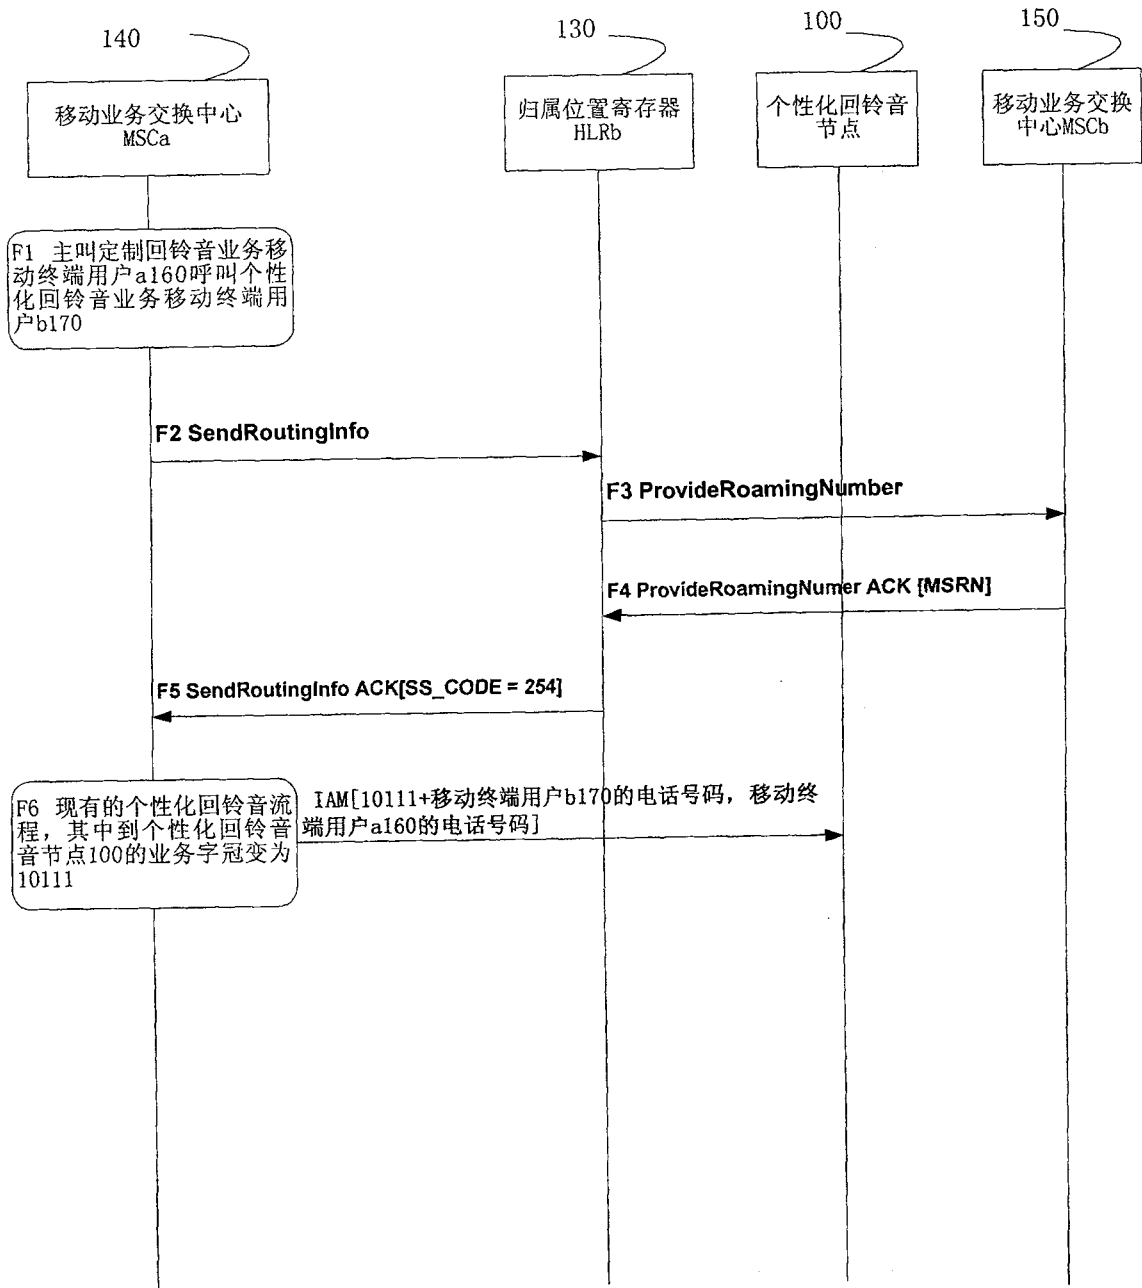 140
130
100
150
移动业务交换中心
MSCa
归属位置寄存器
HLRb
个性化回铃音
节点
移动业务交换
中心MSCb
F1 主叫定制回铃音业务移
动终端用户a160呼叫个性
化回铃音业务移动终端用
户b170
F2 SendRoutingInfo
F3 ProvideRoamingNumber
F4 ProvideRoamingNumer ACK [MSRN]
F5 SendRoutingInfo ACK[SS_CODE = 254]
F6 现有的个性化回铃音流
程，其中到个性化回铃音
音节点100的业务字冠变为
10111
IAM[10111+移动终端用户b170的电话号码，移动终
端用户a160的电话号码]